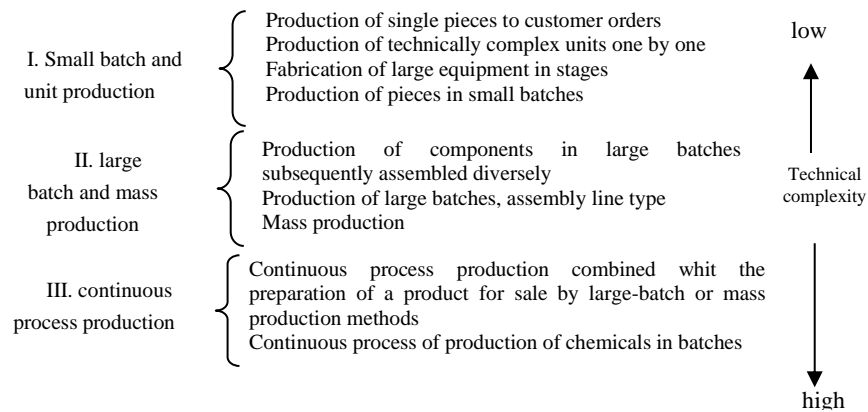 I. Small batch and
unit production
Production of single pieces to customer orders
Production of technically complex units one by one
Fabrication of large equipment in stages
Production of pieces in small batches
II. large
batch and mass
production
Production of components in large batches
subsequently assembled diversely
Production of large batches, assembly line type
Mass production
III. continuous
process production
Continuous process production combined whit the
preparation of a product for sale by large-batch or mass
production methods
Continuous process of production of chemicals in batches
low
Technical
complexity
high